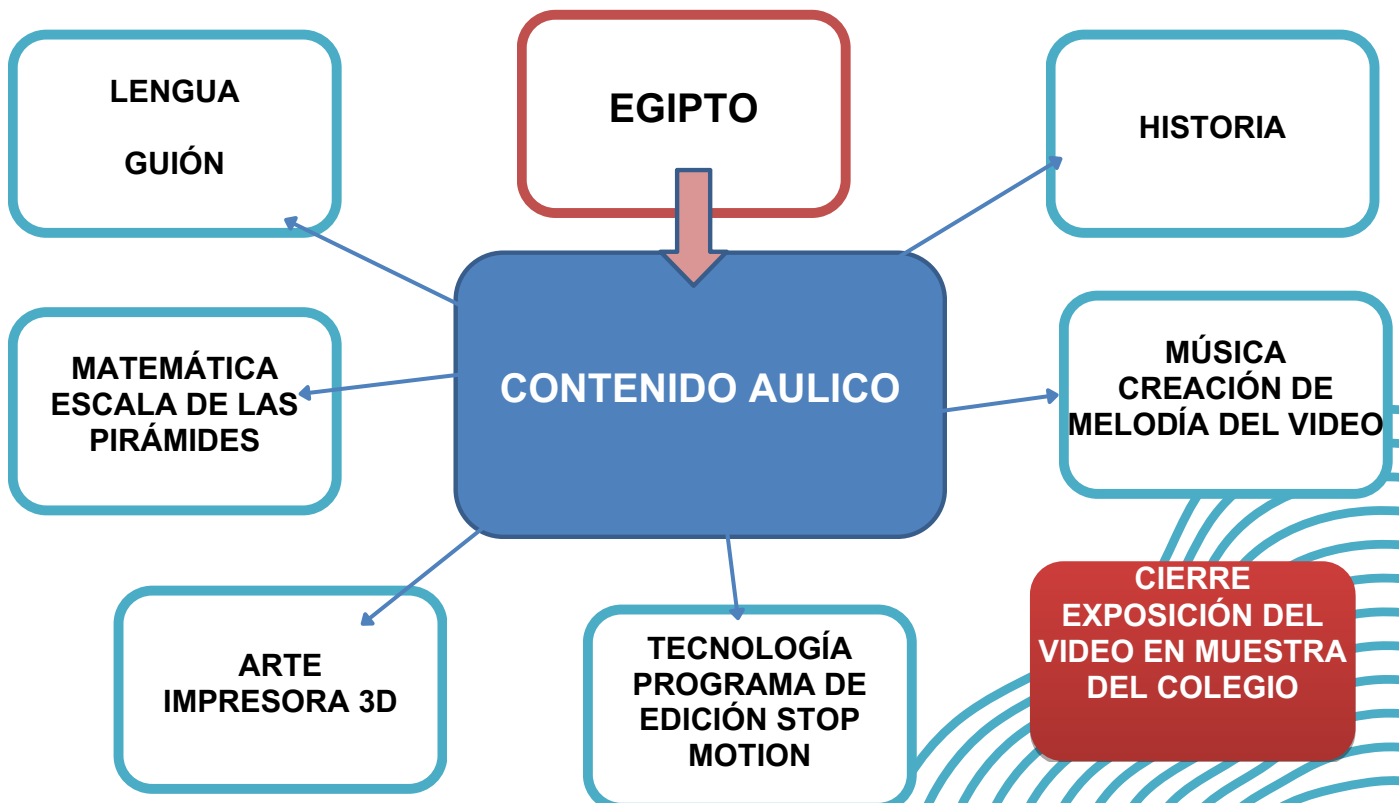 LENGUA
GUIÓN
EGIPTO
HISTORIA
MATEMÁTICA
ESCALA DE LAS
PIRÁMIDES
CONTENIDO AULICO
MÚSICA
CREACIÓN DE
MELODÍA DEL VIDEO
ARTE
IMPRESORA 3D
TECNOLOGÍA
PROGRAMA DE
EDICIÓN STOP
MOTION
CIERRE
EXPOSICIÓN DEL
VIDEO EN MUESTRA
DEL COLEGIO